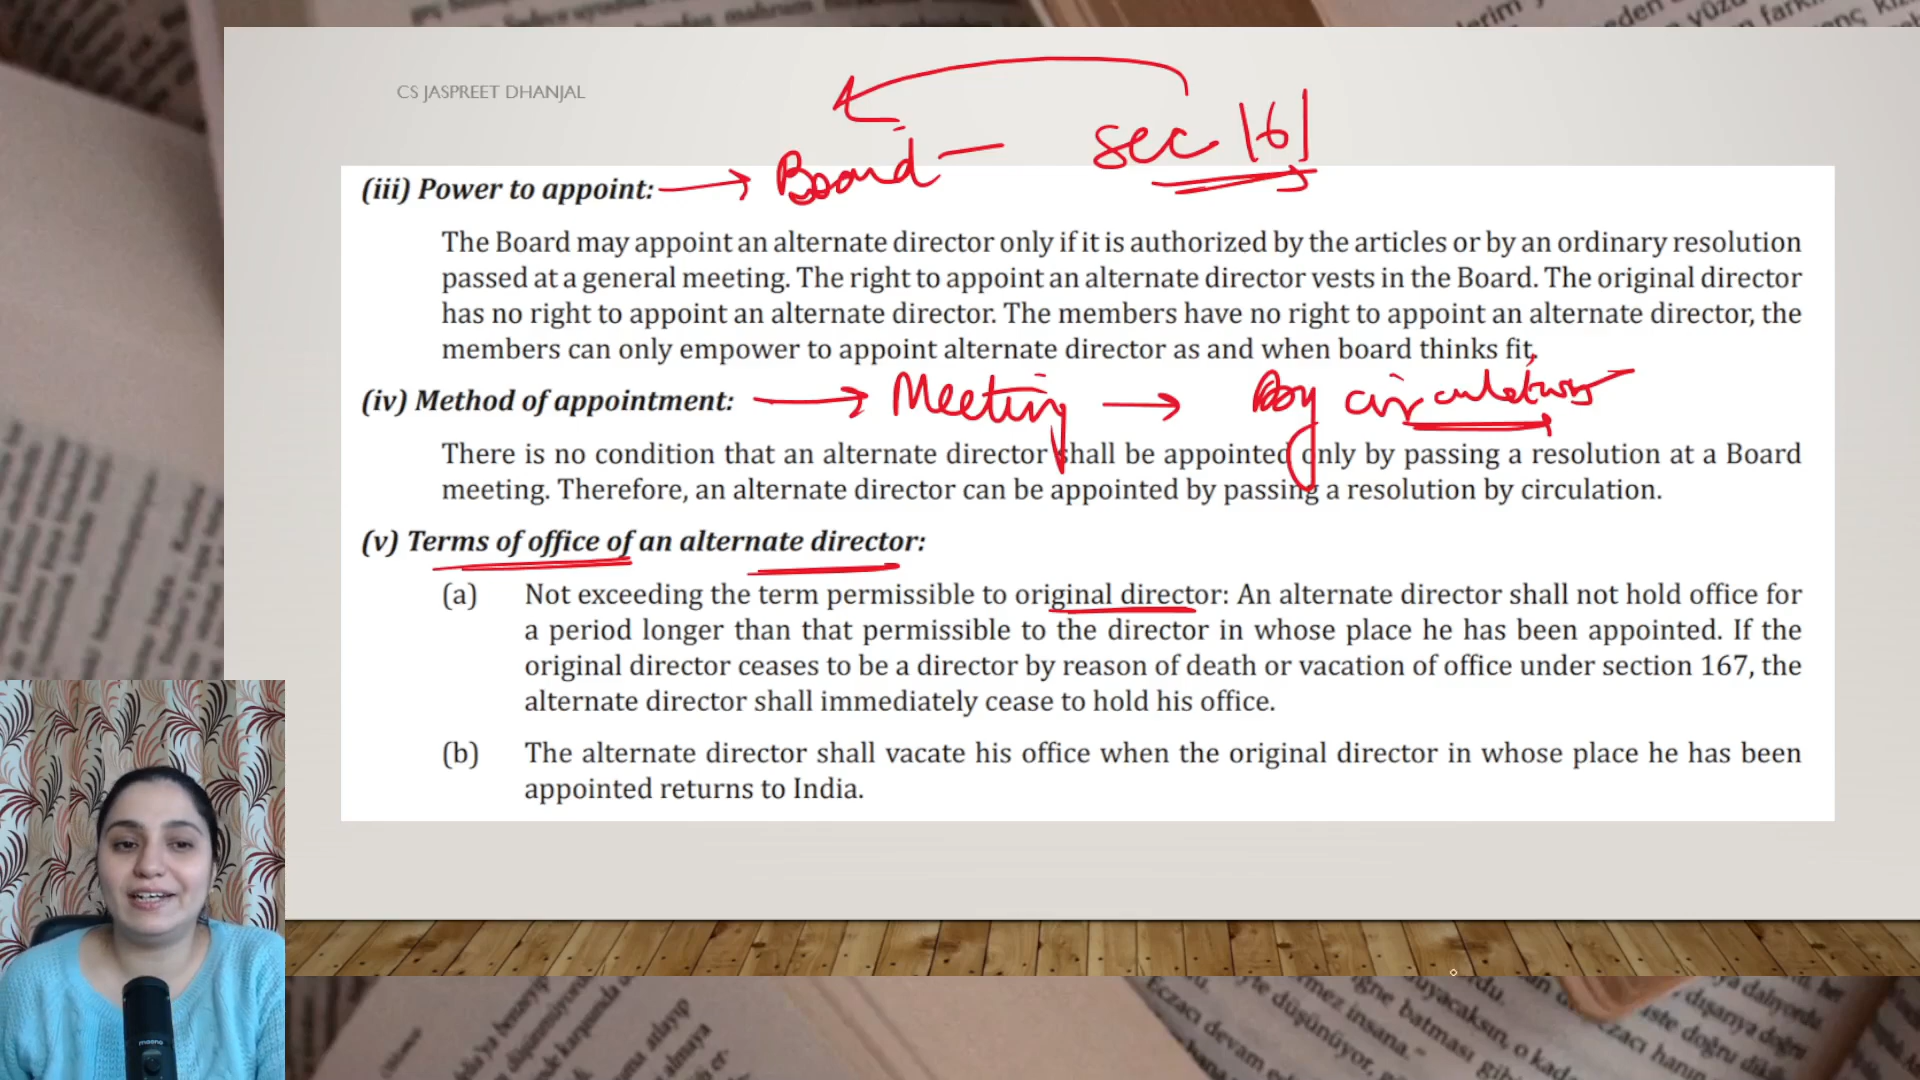 CS JASPREET DHANJAL
sec 161
(iii) Power to appoint: Board
The Board may appoint an alternate director only if it is authorized by the articles or by an ordinary resolution
passed at a general meeting. The right to appoint an alternate director vests in the Board. The original director
has no right to appoint an alternate director. The members have no right to appoint an alternate director, the
members can only empower to appoint alternate director as and when board thinks fit.
(iv) Method of appointment: Meeting By circulation
There is no condition that an alternate director shall be appointed only by passing a resolution at a Board
meeting. Therefore, an alternate director can be appointed by passing a resolution by circulation.
(v) Terms of office of an alternate director:
(a) Not exceeding the term permissible to original director: An alternate director shall not hold office for
a period longer than that permissible to the director in whose place he has been appointed. If the
original director ceases to be a director by reason of death or vacation of office under section 167, the
alternate director shall immediately cease to hold his office.
(b) The alternate director shall vacate his office when the original director in whose place he has been
appointed returns to India.
maono